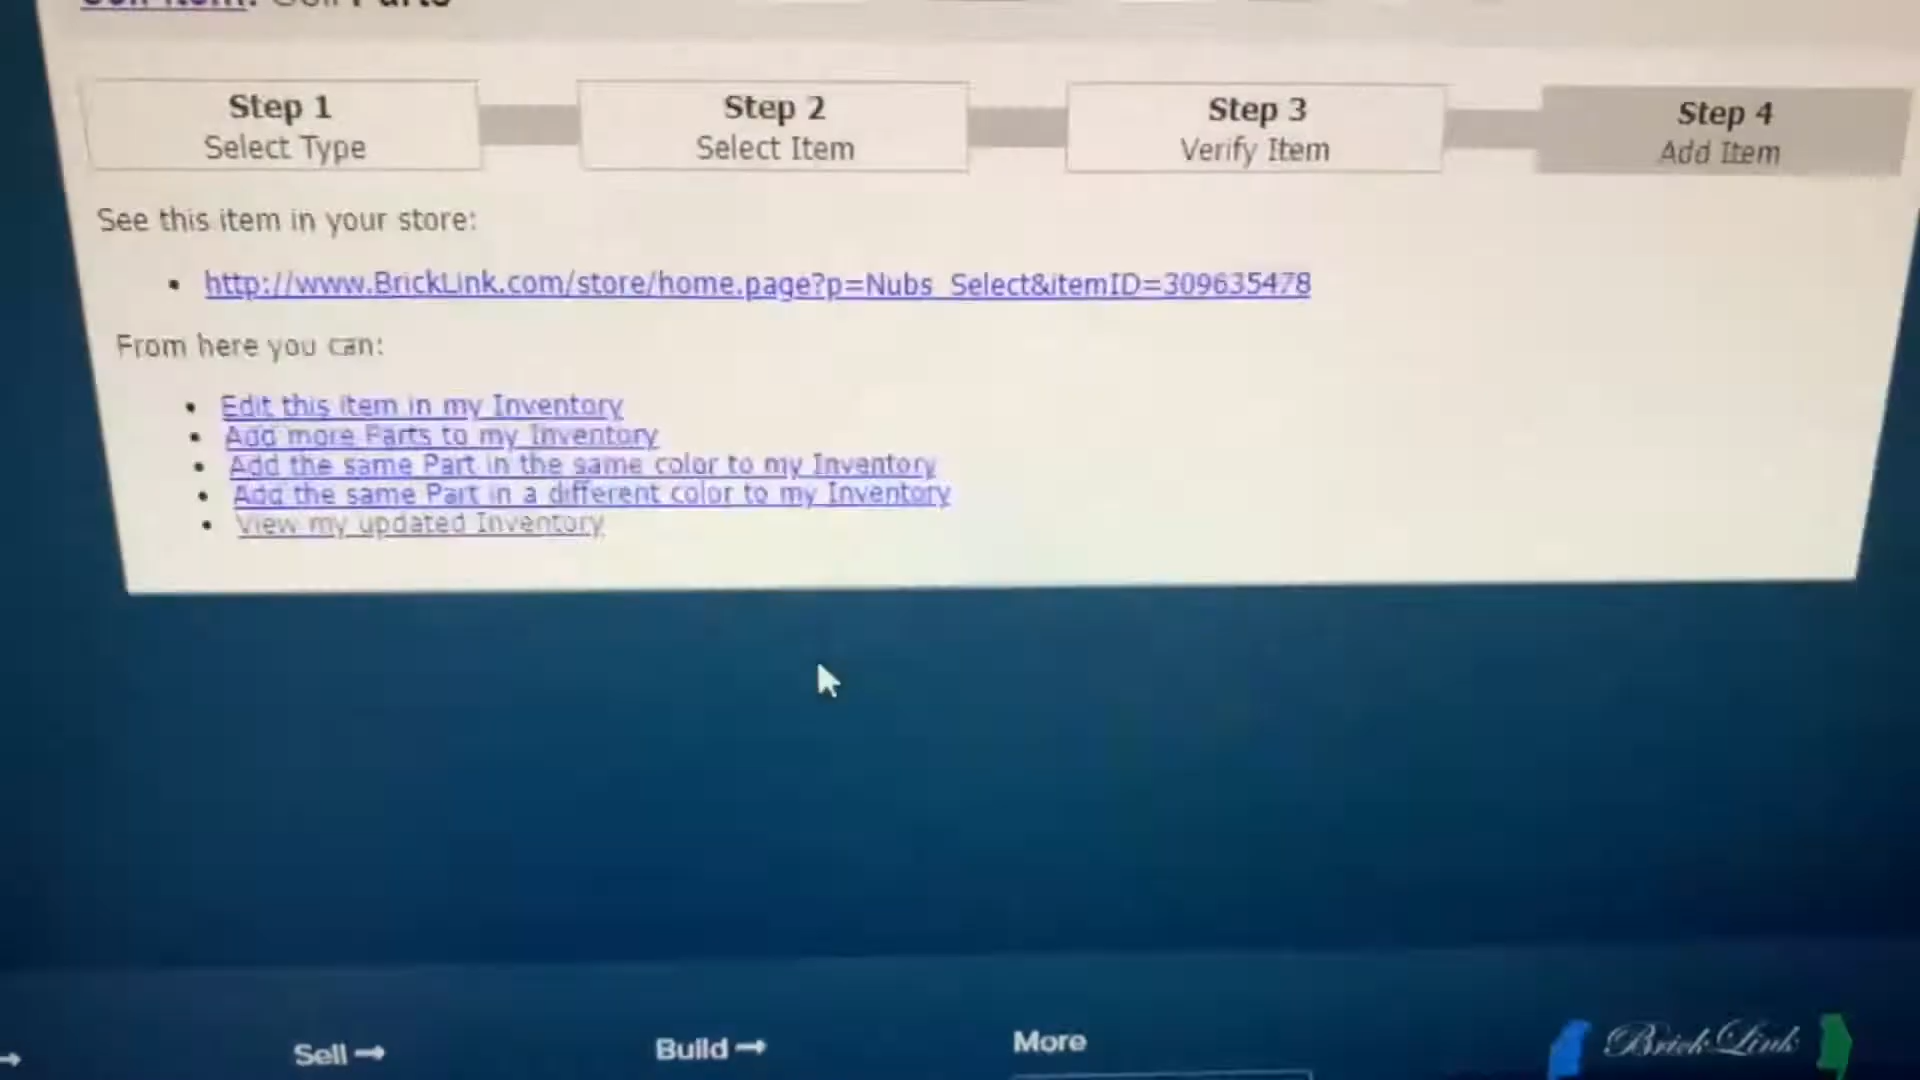 Sell Item: Sell Parts
Step 1
Select Type
Step 2
Select Item
Step 3
Verify Item
Step 4
Add Item
See this item in your store:
http://www.BrickLink.com/store/home.page?p=Nubs_Select&itemID=309635478
From here you can:
Edit this item in my Inventory
Add more Parts to my Inventory
Add the same Part in the same color to my Inventory
Add the same Part in a different color to my Inventory
View my updated Inventory
Sell →
Build →
More
BrickLink